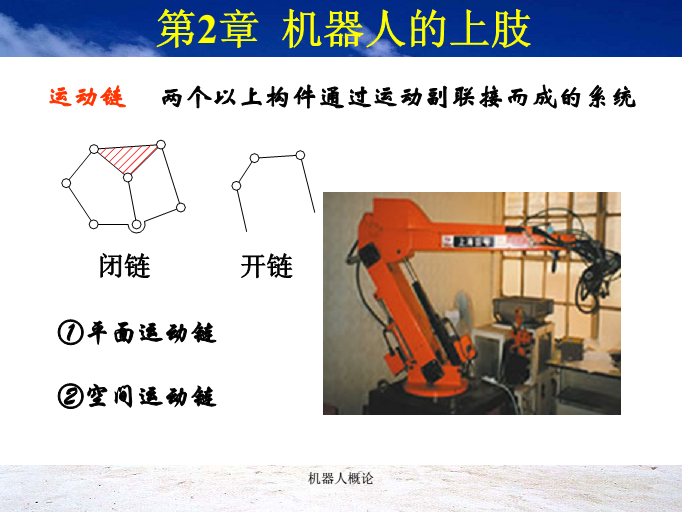 第2章 机器人的上肢
运动链 两个以上构件通过运动副联接而成的系统
闭链 开链
①平面运动链
②空间运动链
机器人概论